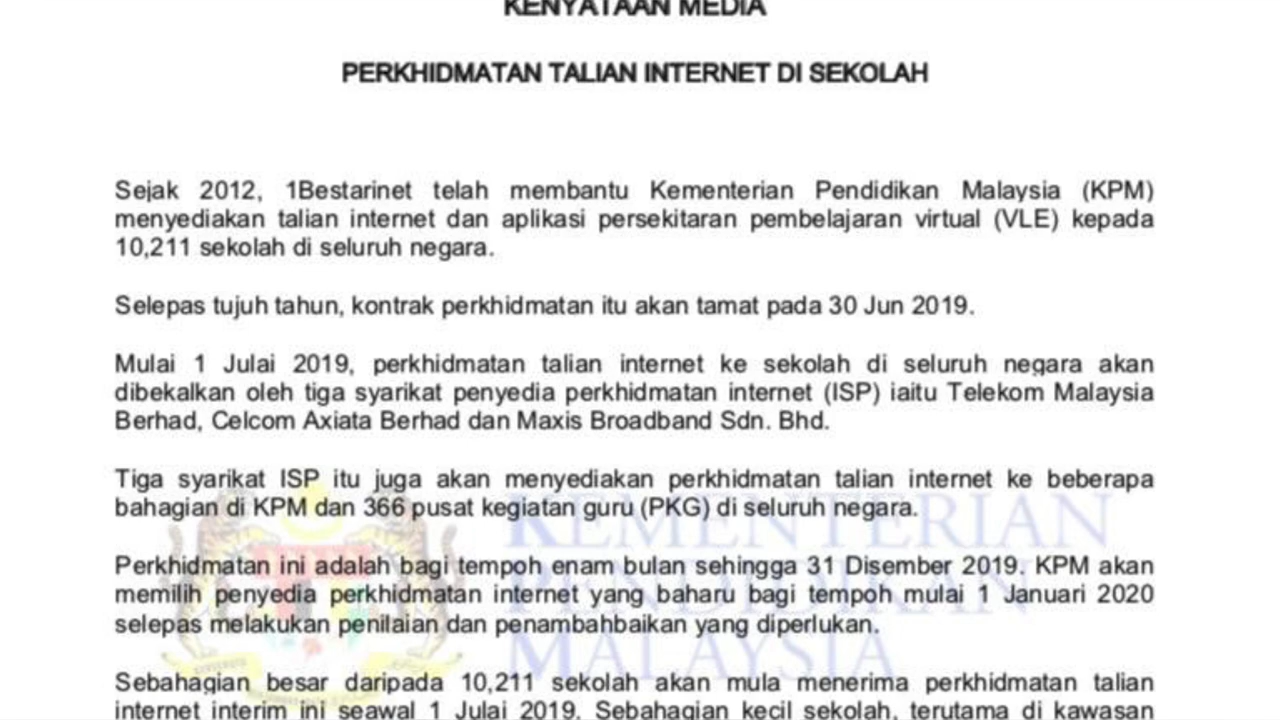 KENYATAAN MEDIA
PERKHIDMATAN TALIAN INTERNET DI SEKOLAH
Sejak 2012, 1Bestarinet telah membantu Kementerian Pendidikan Malaysia (KPM)
menyediakan talian internet dan aplikasi persekitaran pembelajaran virtual (VLE) kepada
10,211 sekolah di seluruh negara.
Selepas tujuh tahun, kontrak perkhidmatan itu akan tamat pada 30 Jun 2019.
Mulai 1 Julai 2019, perkhidmatan talian internet ke sekolah di seluruh negara akan
dibekalkan oleh tiga syarikat penyedia perkhidmatan internet (ISP) iaitu Telekom Malaysia
Berhad, Celcom Axiata Berhad dan Maxis Broadband Sdn. Bhd.
Tiga syarikat ISP itu juga akan menyediakan perkhidmatan talian internet ke beberapa
bahagian di KPM dan 366 pusat kegiatan guru (PKG) di seluruh negara.
Perkhidmatan ini adalah bagi tempoh enam bulan sehingga 31 Disember 2019. KPM akan
memilih penyedia perkhidmatan internet yang baharu bagi tempoh mulai 1 Januari 2020
selepas melakukan penilaian dan penambahbaikan yang diperlukan.
Sebahagian besar daripada 10,211 sekolah akan mula menerima perkhidmatan talian
internet interim ini seawal 1 Julai 2019. Sebahagian kecil sekolah, terutama di kawasan
KEMENTERIAN
PENDIDIKAN
MALAYSIA